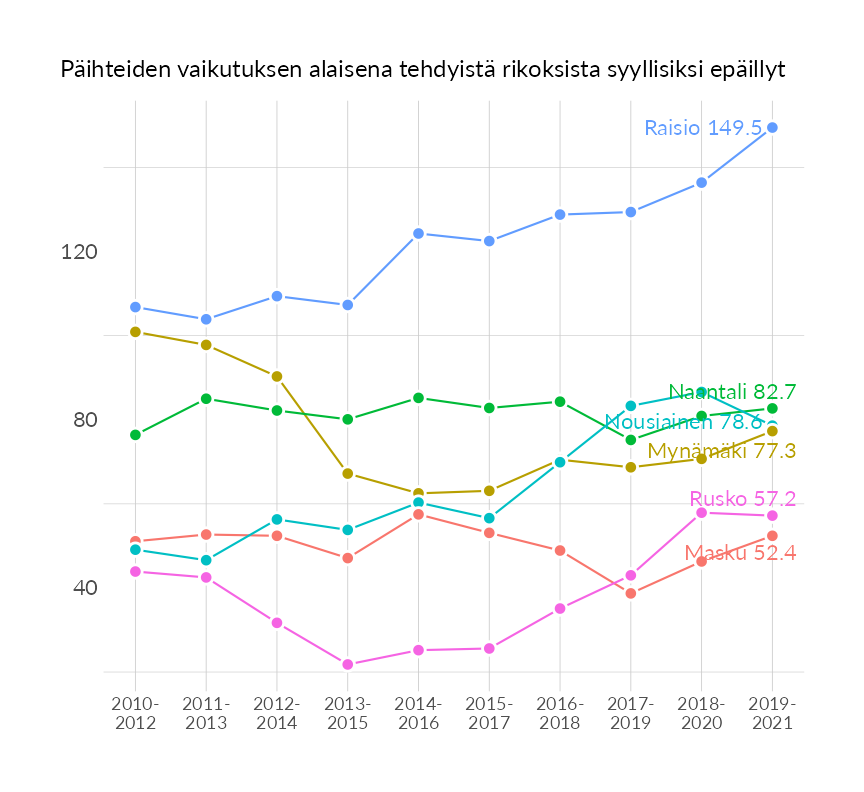 Päihteiden vaikutuksen alaisena tehdyistä rikoksista syyllisiksi epäillyt
Raisio 149.5
120
Naantali 82.7
80
Nousiainen 78.6
Mynämäki 77.3
Rusko 57.2
Masku 52.4
40
2010- 2011- 2012- 2013- 2014- 2015- 2016- 2017- 2018- 2019-
2012 2013 2014 2015 2016 2017 2018 2019 2020 2021